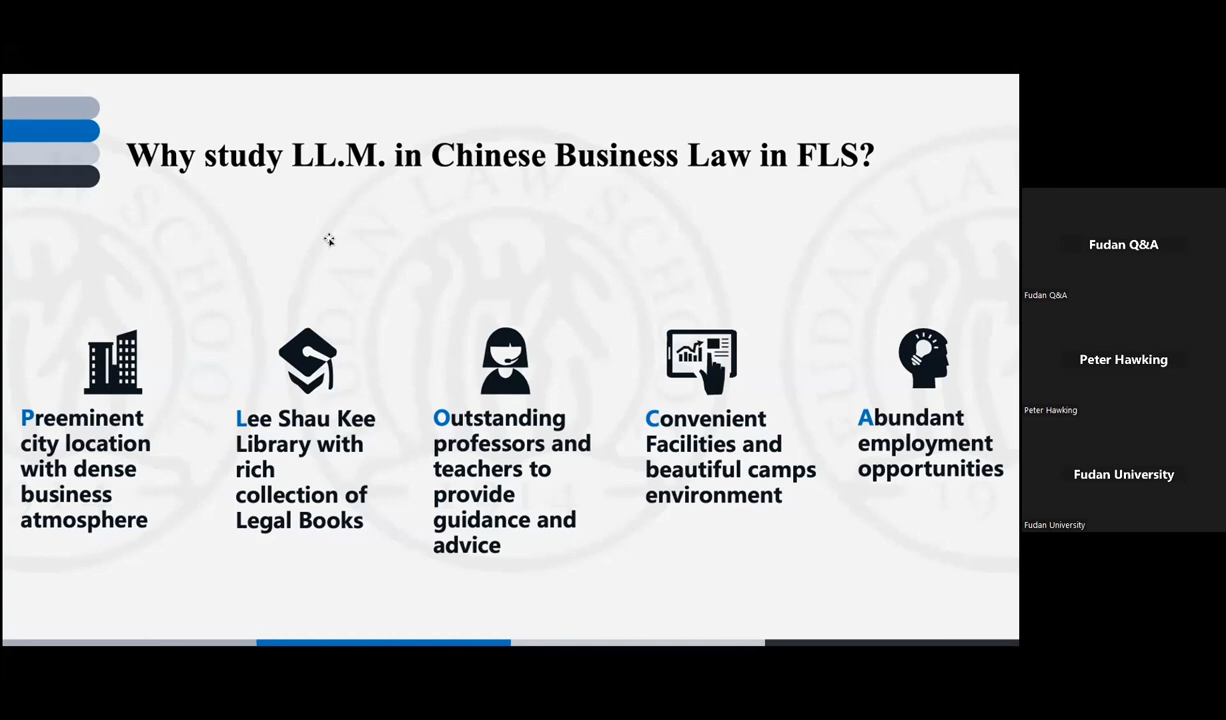 Why study LL.M. in Chinese Business Law in FLS?
Preeminent
city location
with dense
business
atmosphere
Lee Shau Kee
Library with
rich
collection of
Legal Books
Outstanding
professors and
teachers to
provide
guidance and
advice
Convenient
Facilities and
beautiful camps
environment
Abundant
employment
opportunities
Fudan Q&A
Fudan Q&A
Peter Hawking
Peter Hawking
Fudan University
Fudan University